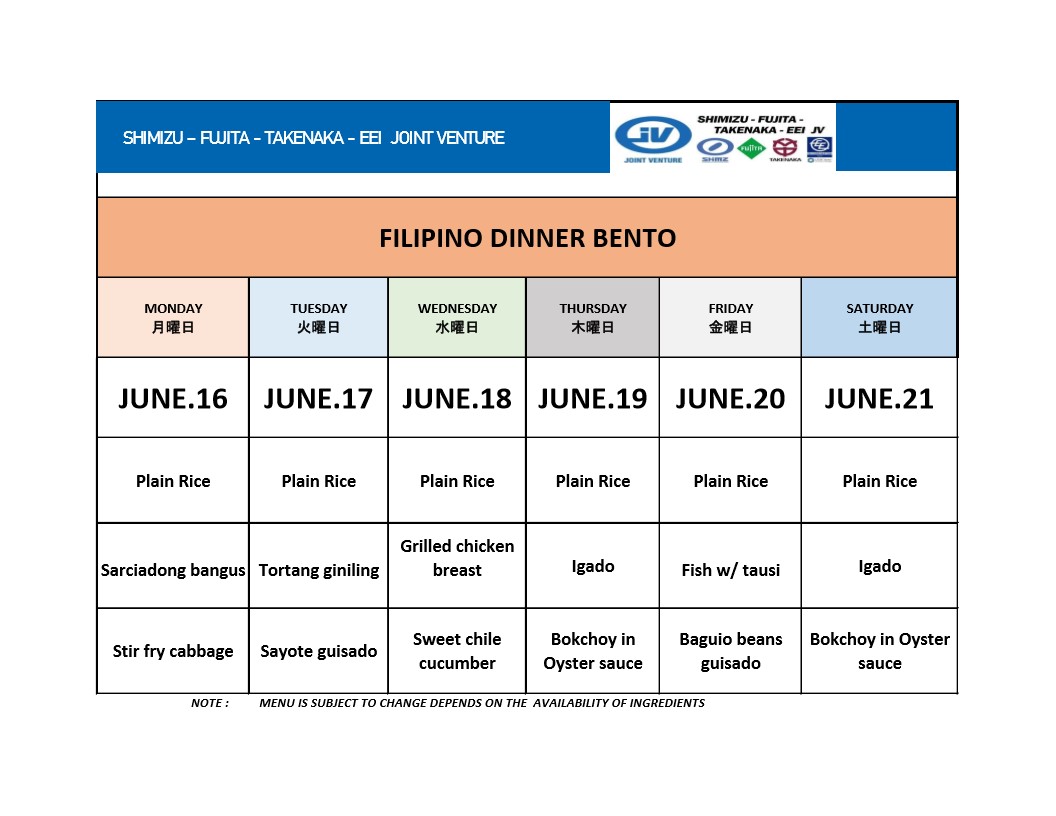 SHIMIZU – FUJITA - TAKENAKA - EEI JOINT VENTURE
JV
JOINT VENTURE
SHIMIZU - FUJITA -
TAKENAKA - EEI JV
SHIMZ
FUJITA
TAKENAKA
FILIPINO DINNER BENTO
MONDAY
月曜日
TUESDAY
火曜日
WEDNESDAY
水曜日
THURSDAY
木曜日
FRIDAY
金曜日
SATURDAY
土曜日
JUNE.16 JUNE.17 JUNE.18 JUNE.19 JUNE.20 JUNE.21
Plain Rice Plain Rice Plain Rice Plain Rice Plain Rice Plain Rice
Sarciadong bangus
Tortang giniling
Grilled chicken
breast
Igado
Fish w/ tausi
Igado
Stir fry cabbage
Sayote guisado
Sweet chile
cucumber
Bokchoy in
Oyster sauce
Baguio beans
guisado
Bokchoy in Oyster
sauce
NOTE : MENU IS SUBJECT TO CHANGE DEPENDS ON THE AVAILABILITY OF INGREDIENTS